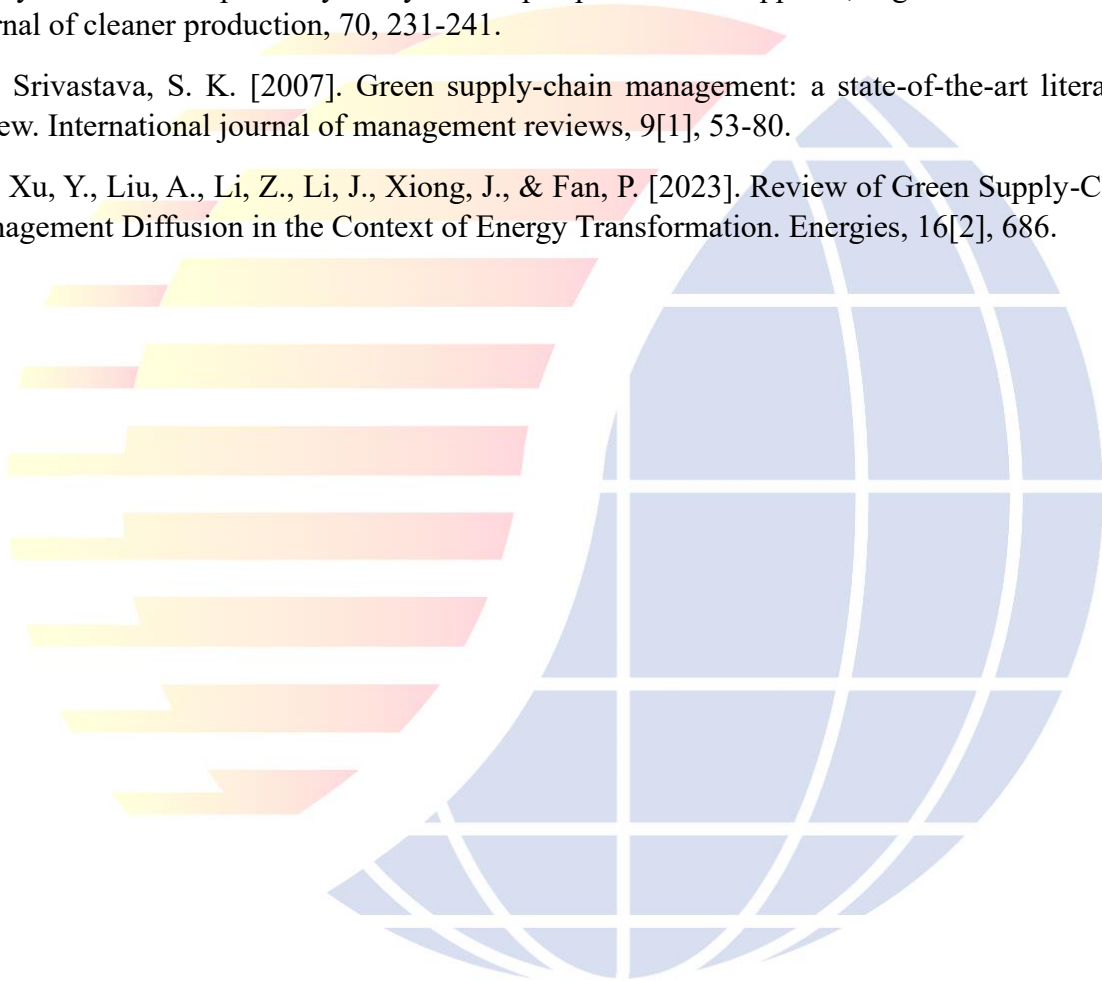 rnal of cleaner production, 70, 231-241.
Srivastava, S. K. [2007]. Green supply-chain management: a state-of-the-art litera
ew. International journal of management reviews, 9[1], 53-80.
Xu, Y., Liu, A., Li, Z., Li, J., Xiong, J., & Fan, P. [2023]. Review of Green Supply-C
nagement Diffusion in the Context of Energy Transformation. Energies, 16[2], 686.